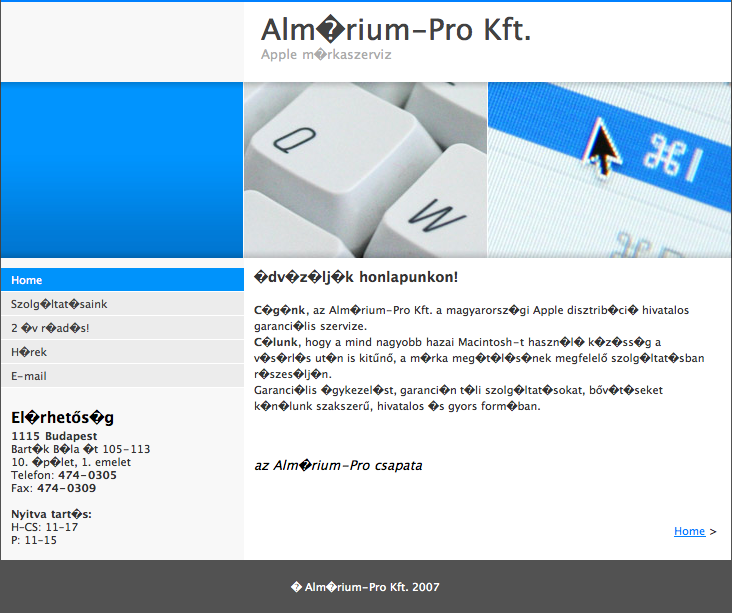 Alm�rium-Pro Kft.
Apple m�rkaszerviz
Q
W
⌘I
Home
Szolg�ltat�saink
2 �v r�ad�s!
H�rek
E-mail
El�rhetős�g
1115 Budapest
Bart�k B�la �t 105-113
10. �p�let, 1. emelet
Telefon: 474-0305
Fax: 474-0309
Nyitva tart�s:
H-CS: 11-17
P: 11-15
�dv�z�lj�k honlapunkon!
C�g�nk, az Alm�rium-Pro Kft. a magyarorsz�gi Apple disztrib�ci� hivatalos
garanci�lis szervize.
C�lunk, hogy a mind nagyobb hazai Macintosh-t haszn�l� k�z�ss�g a
v�s�rl�s ut�n is kitűnő, a m�rka meg�t�l�s�nek megfelelő szolg�ltat�sban
r�szes�lj�n.
Garanci�lis �gykezel�st, garanci�n t�li szolg�ltat�sokat, bőv�t�seket
k�n�lunk szakszerű, hivatalos �s gyors form�ban.
az Alm�rium-Pro csapata
Home >
� Alm�rium-Pro Kft. 2007